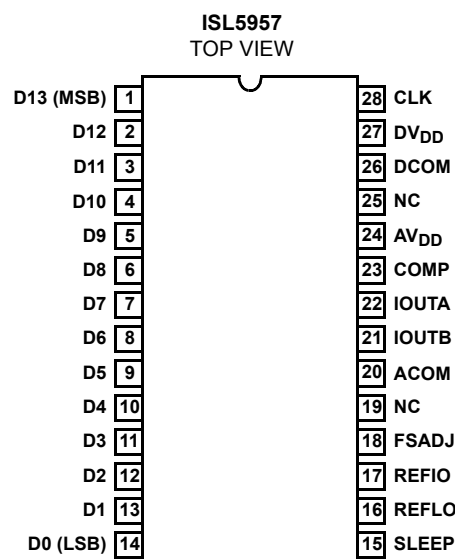 ISL5957
TOP VIEW
D13 (MSB) 1 28 CLK
D12 2 27 DVDD
D11 3 26 DCOM
D10 4 25 NC
D9 5 24 AVDD
D8 6 23 COMP
D7 7 22 IOUTA
D6 8 21 IOUTB
D5 9 20 ACOM
D4 10 19 NC
D3 11 18 FSADJ
D2 12 17 REFIO
D1 13 16 REFLO
D0 (LSB) 14 15 SLEEP